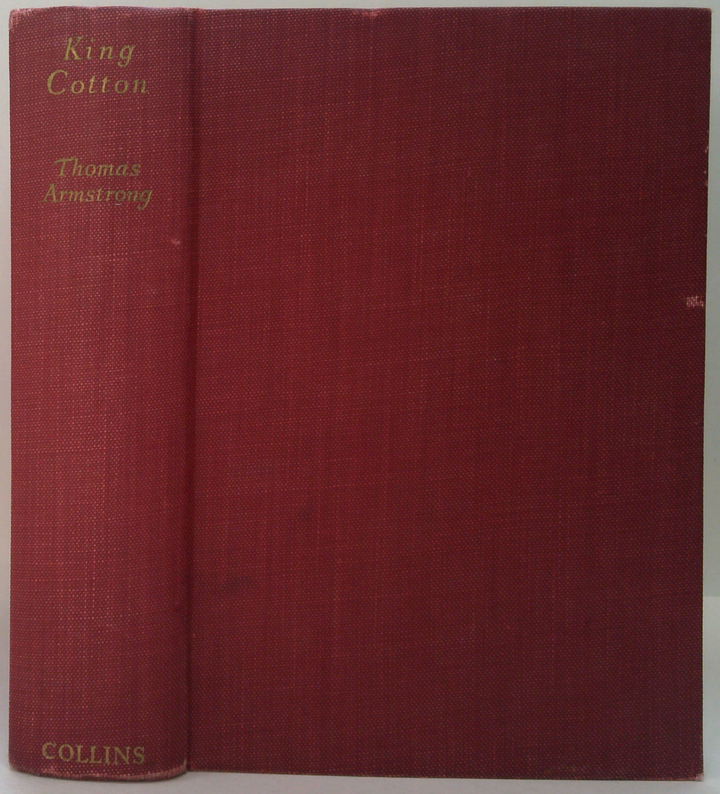 King
Cotton
Thomas
Armstrong
COLLINS